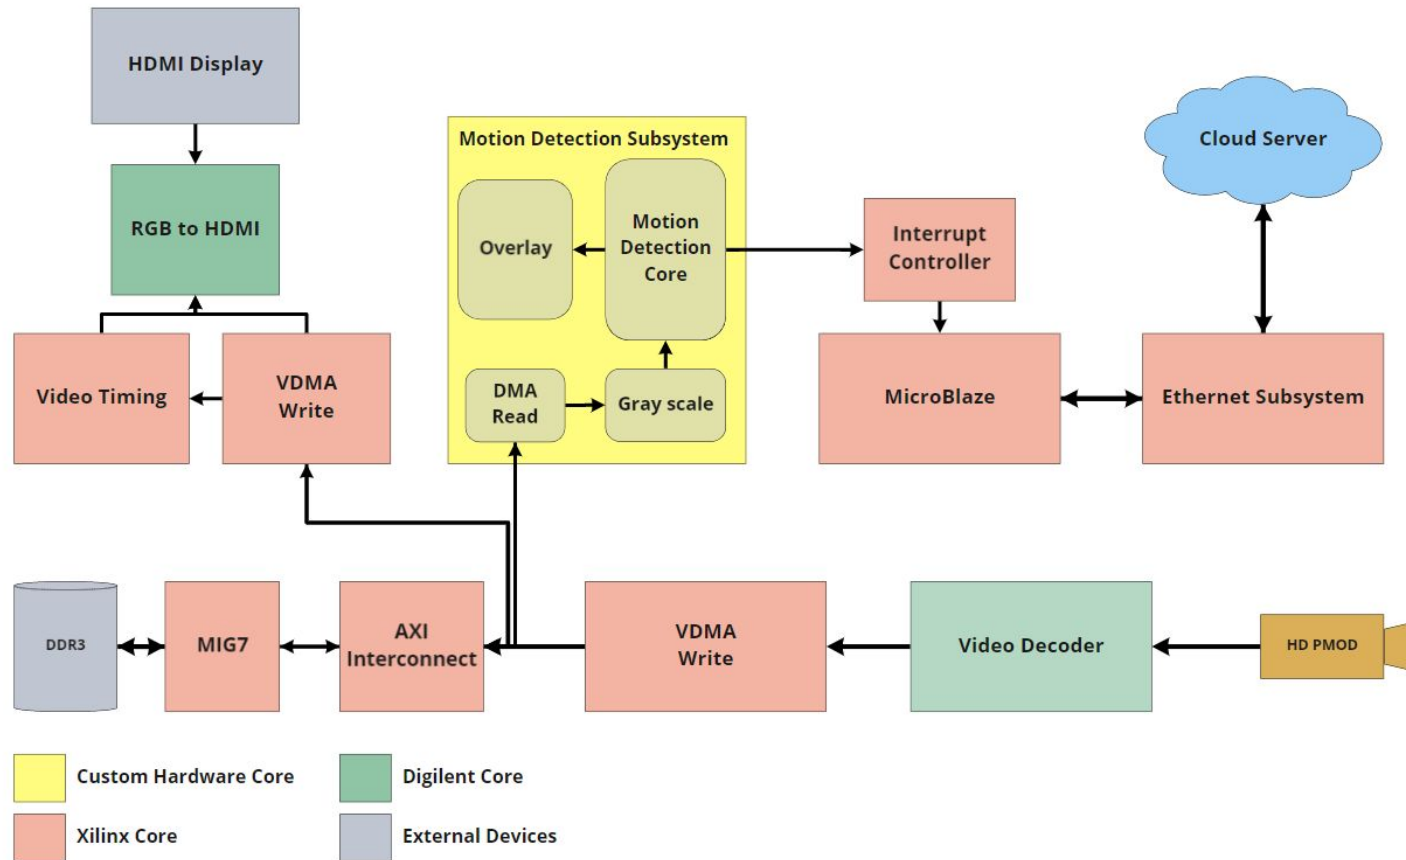 HDMI Display
Motion Detection Subsystem
Cloud Server
RGB to HDMI
Overlay
Motion
Detection
Core
Interrupt
Controller
Video Timing
VDMA
Write
DMA
Read
Gray scale
MicroBlaze
Ethernet Subsystem
DDR3
MIG7
AXI
Interconnect
VDMA
Write
Video Decoder
HD PMOD
Custom Hardware Core
Digilent Core
Xilinx Core
External Devices